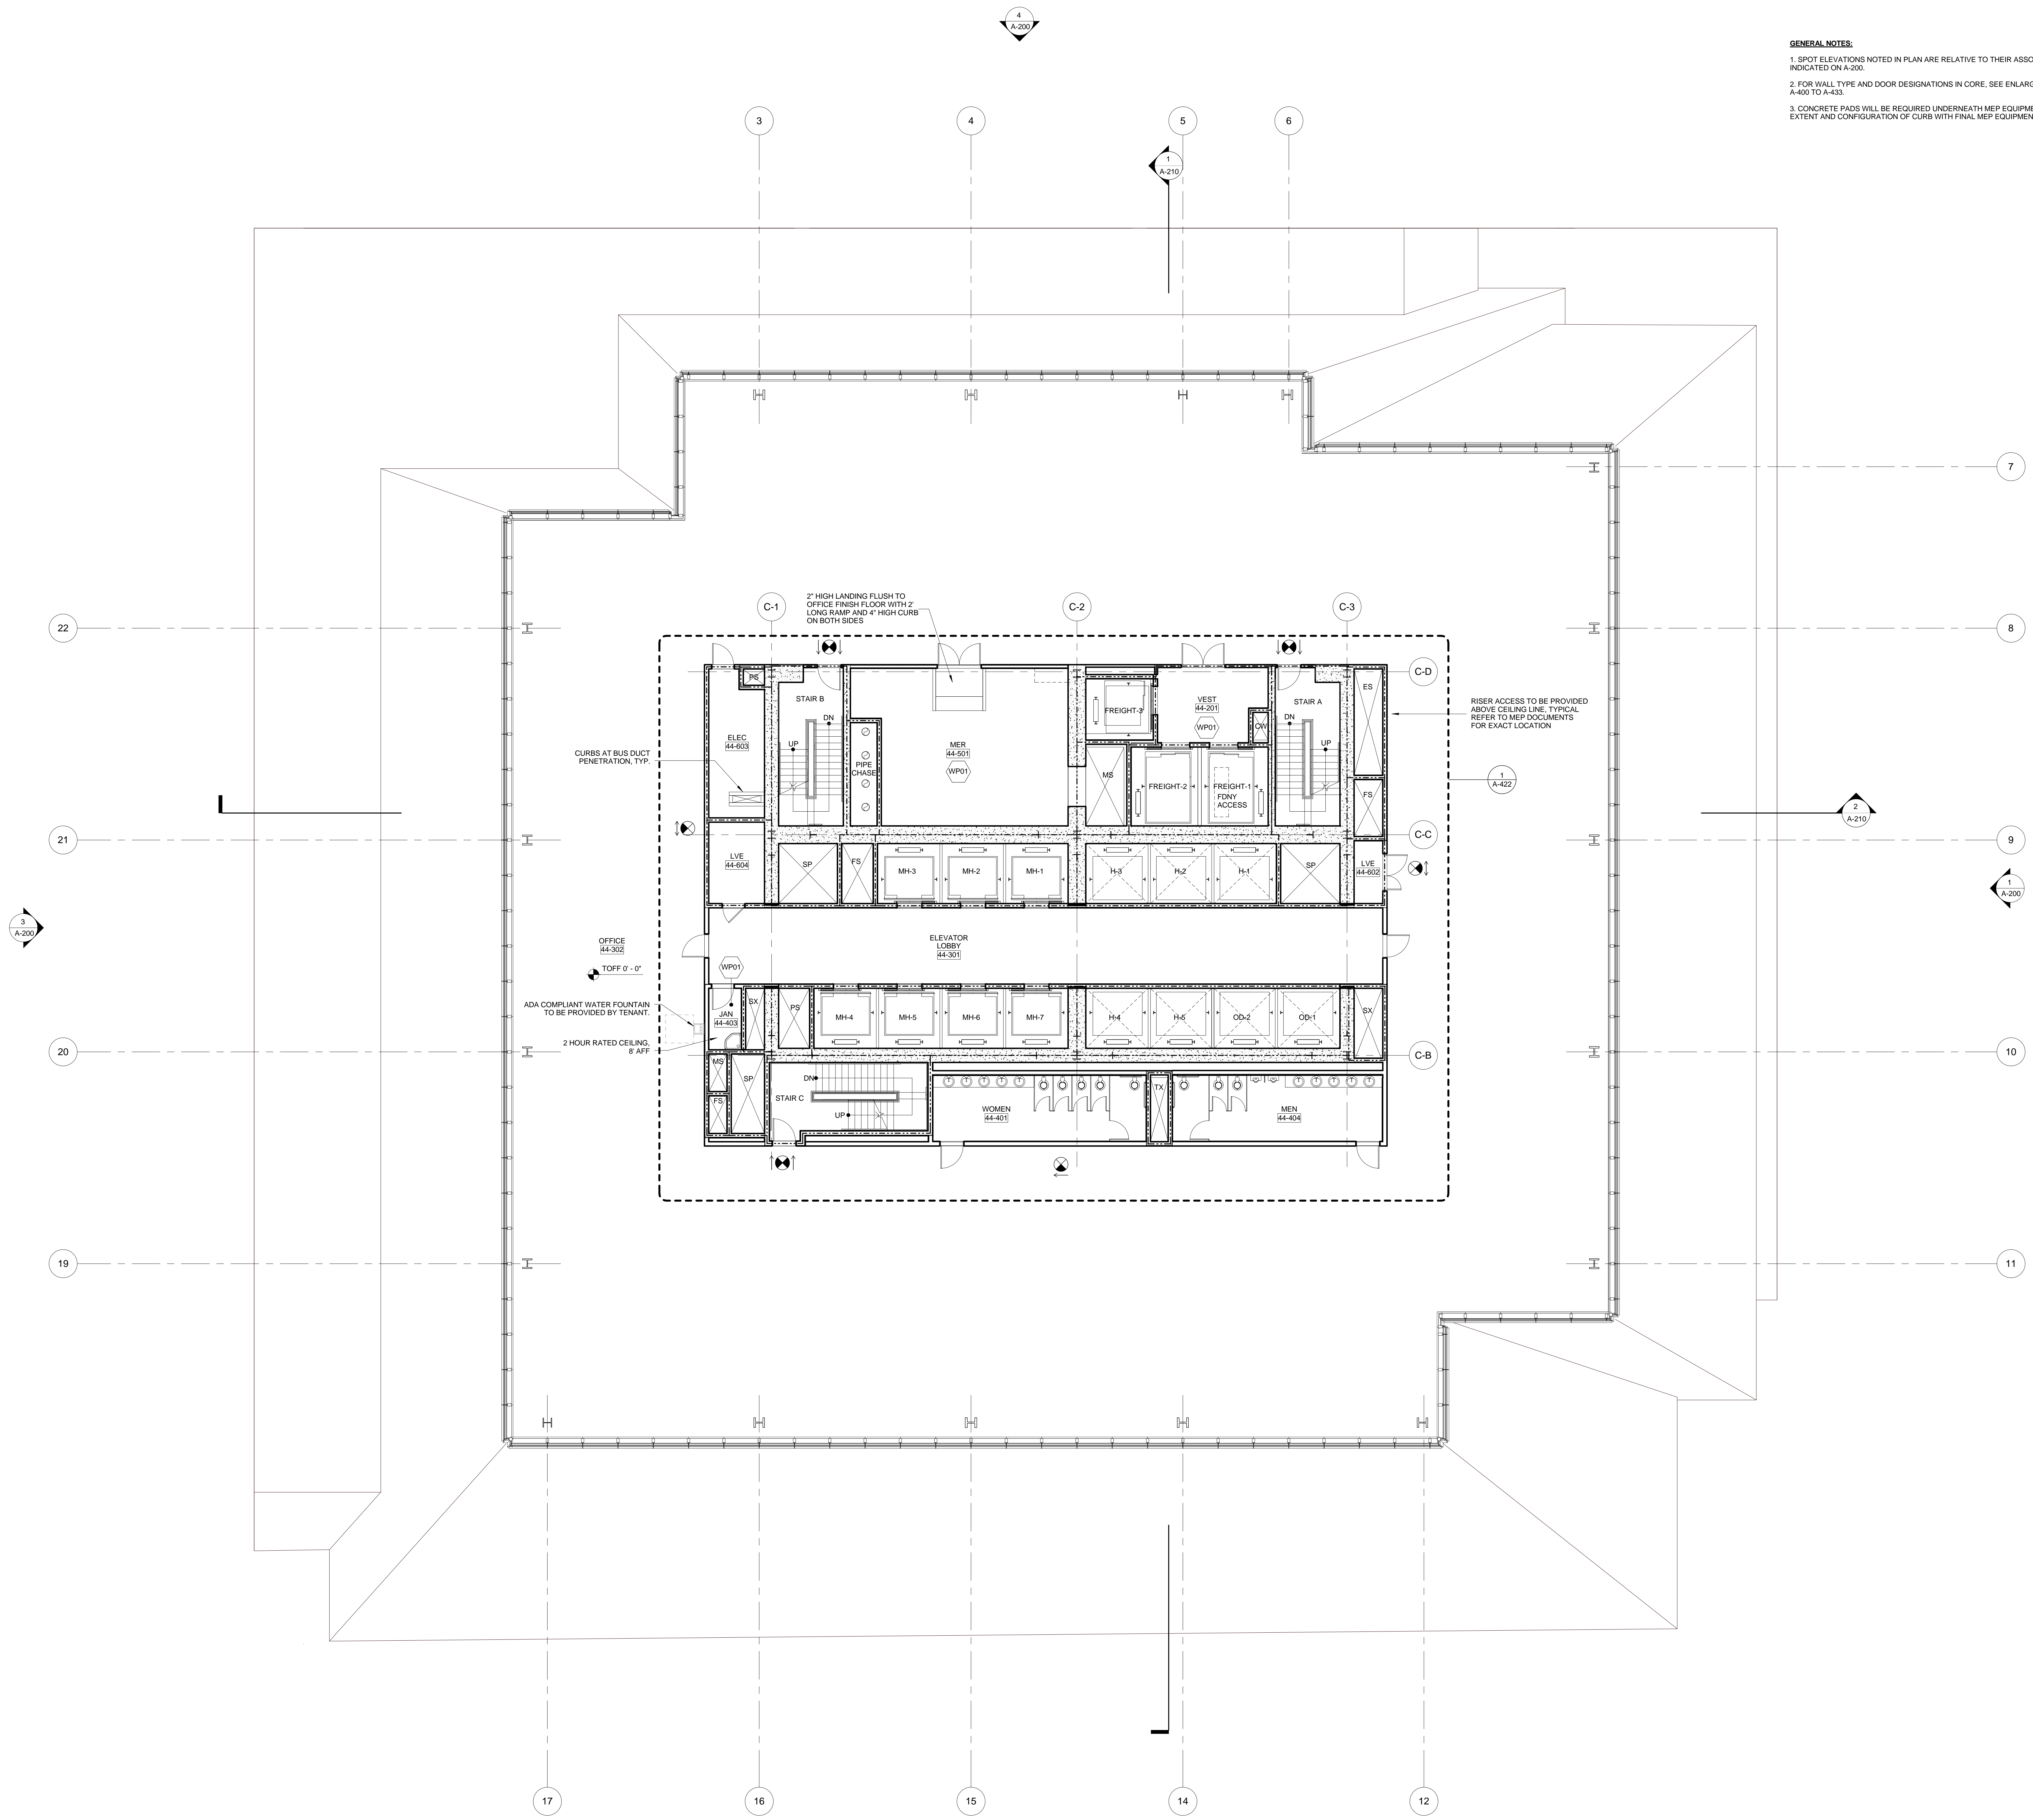 4
A-200
GENERAL NOTES:
1. SPOT ELEVATIONS NOTED IN PLAN ARE RELATIVE TO THEIR
INDICATED ON A-200.
2. FOR WALL TYPE AND DOOR DESIGNATIONS IN CORE, SEE
A-400 TO A-433.
3. CONCRETE PADS WILL BE REQUIRED UNDERNEATH MEP
EXTENT AND CONFIGURATION OF CURB WITH FINAL MEP
3
4
5
6
1
A-210
7
2" HIGH LANDING FLUSH TO
OFFICE FINISH FLOOR WITH 2'
LONG RAMP AND 4" HIGH CURB
ON BOTH SIDES
C-1
C-2
C-3
22
8
C-D
PS
STAIR B
DN
UP
ELEC
44-603
CURBS AT BUS DUCT
PENETRATION, TYP.
PIPE
CHASE
MER
44-501
WP01
FREIGHT-3
VEST
44-201
WP01
CW
STAIR A
DN
UP
ES
RISER ACCESS TO BE PROVIDED
ABOVE CEILING LINE, TYPICAL
REFER TO MEP DOCUMENTS
FOR EXACT LOCATION
MS
FREIGHT-2
FREIGHT-1
FDNY
ACCESS
FS
1
A-422
2
A-210
21
C-C
9
LVE
44-604
SP
FS
MH-3
MH-2
MH-1
H-3
H-2
H-1
SP
LVE
44-602
1
A-200
3
A-200
OFFICE
44-302
TOFF 0' - 0"
ELEVATOR
LOBBY
44-301
WP01
ADA COMPLIANT WATER FOUNTAIN
TO BE PROVIDED BY TENANT.
JAN
44-403
SX
PS
MH-4
MH-5
MH-6
MH-7
H-4
H-5
OD-2
OD-1
SX
2 HOUR RATED CEILING,
8' AFF
20
C-B
10
MS
SP
FS
DN
STAIR C
UP
WOMEN
44-401
TX
MEN
44-404
19
11
17
16
15
14
12